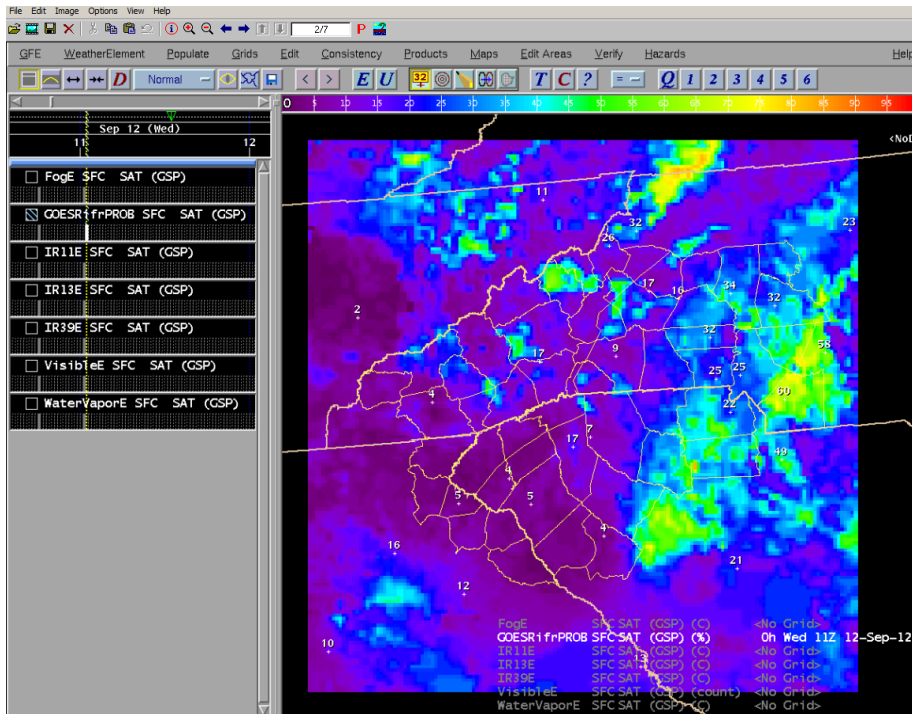 File Edit Image Options View Help
2/7 P
GFE WeatherElement Populate Grids Edit Consistency Products Maps Edit Areas Verify Hazards Help
D Normal < > E U 32 T C ? = Q 1 2 3 4 5 6
0 5 10 15 20 25 30 35 40 45 50 55 60 65 70 75 80 85 90 95
Sep 12 (Wed)
11 12
FogE SFC SAT (GSP)
GOESRifrPROB SFC SAT (GSP)
IR11E SFC SAT (GSP)
IR13E SFC SAT (GSP)
IR39E SFC SAT (GSP)
VisibleE SFC SAT (GSP)
WaterVaporE SFC SAT (GSP)
11
23
32
26
17 16 34 32
2
32 58
9
17
25 25
4 60
22
7
17 49
4
5 5
4
16 21
12
10 13
FogE SFC SAT (GSP) (C) <No Grid>
GOESRifrPROB SFC SAT (GSP) (%) 0h Wed 11Z 12-Sep-12
IR11E SFC SAT (GSP) (C) <No Grid>
IR13E SFC SAT (GSP) (C) <No Grid>
IR39E SFC SAT (GSP) (C) <No Grid>
VisibleE SFC SAT (GSP) (count) <No Grid>
WaterVaporE SFC SAT (GSP) (C) <No Grid>